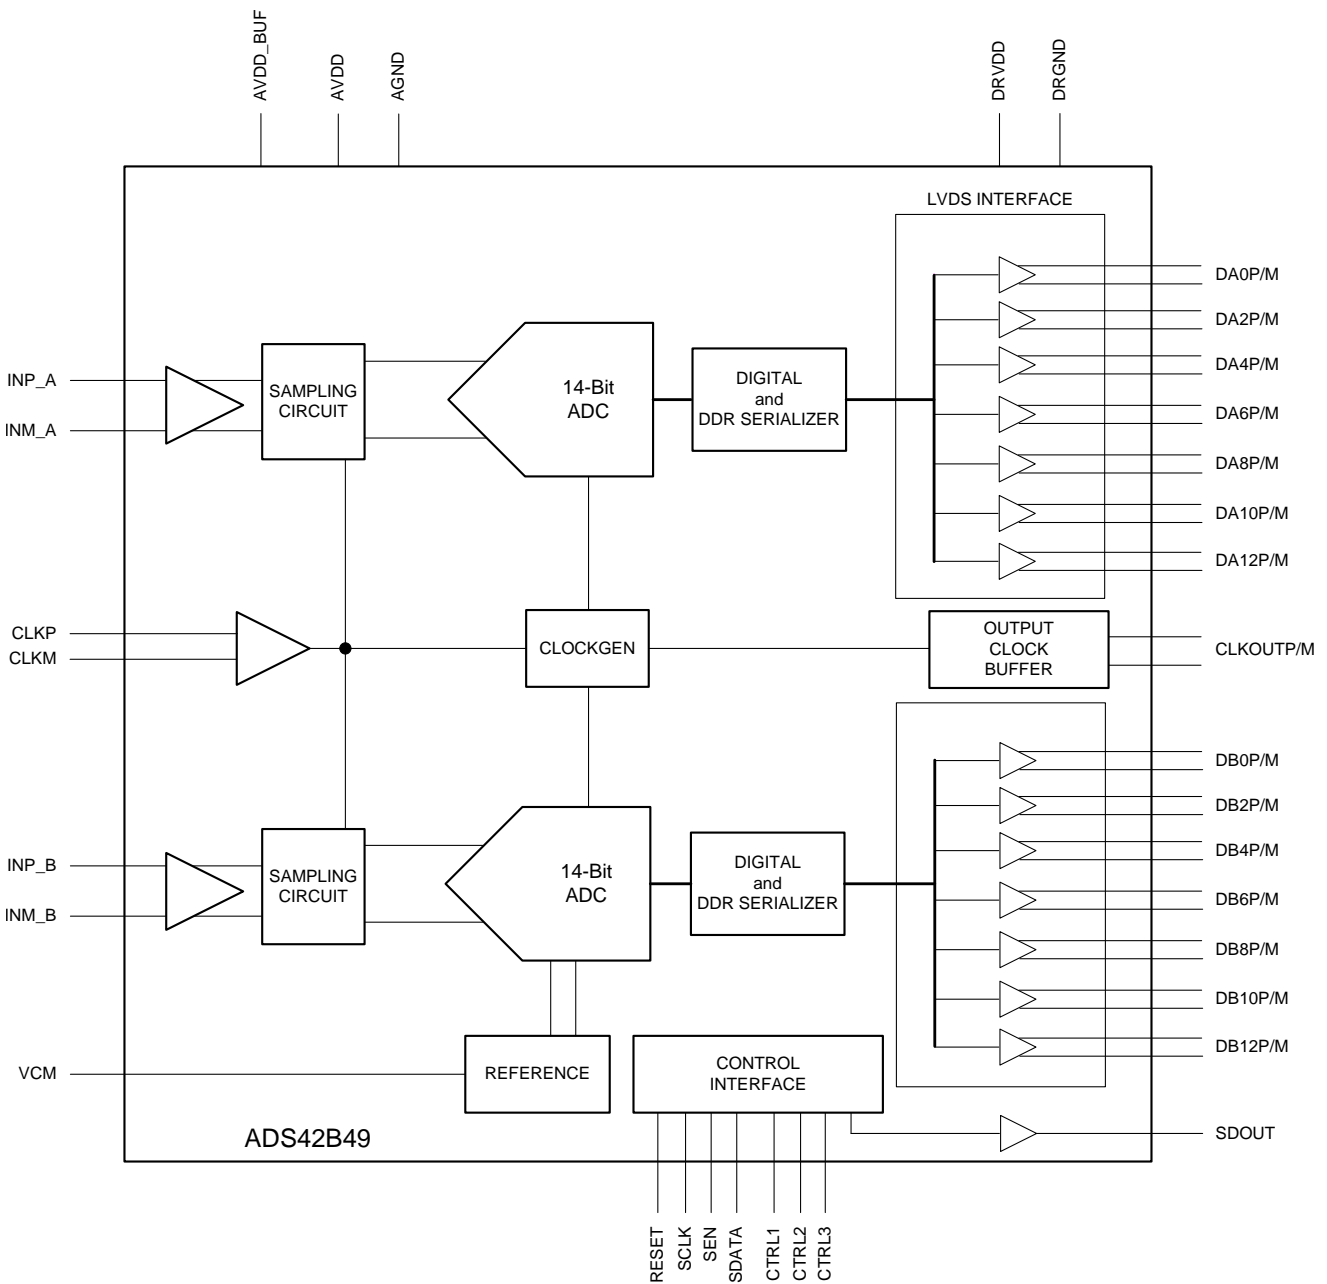 AVDD_BUF
AVDD
AGND
DRVDD
DRGND
LVDS INTERFACE
DA0P/M
DA2P/M
DA4P/M
DA6P/M
DA8P/M
DA10P/M
DA12P/M
INP_A
INM_A
SAMPLING
CIRCUIT
14-Bit
ADC
DIGITAL
and
DDR SERIALIZER
CLKP
CLKM
CLOCKGEN
OUTPUT
CLOCK
BUFFER
CLKOUTP/M
INP_B
INM_B
SAMPLING
CIRCUIT
14-Bit
ADC
DIGITAL
and
DDR SERIALIZER
DB0P/M
DB2P/M
DB4P/M
DB6P/M
DB8P/M
DB10P/M
DB12P/M
VCM
REFERENCE
CONTROL
INTERFACE
SDOUT
ADS42B49
RESET
SCLK
SEN
SDATA
CTRL1
CTRL2
CTRL3